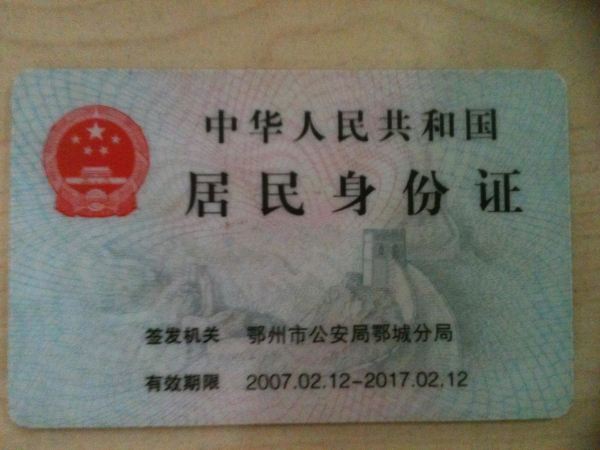 中华人民共和国
居民身份证
签发机关 鄂州市公安局鄂城分局
有效期限 2007.02.12-2017.02.12